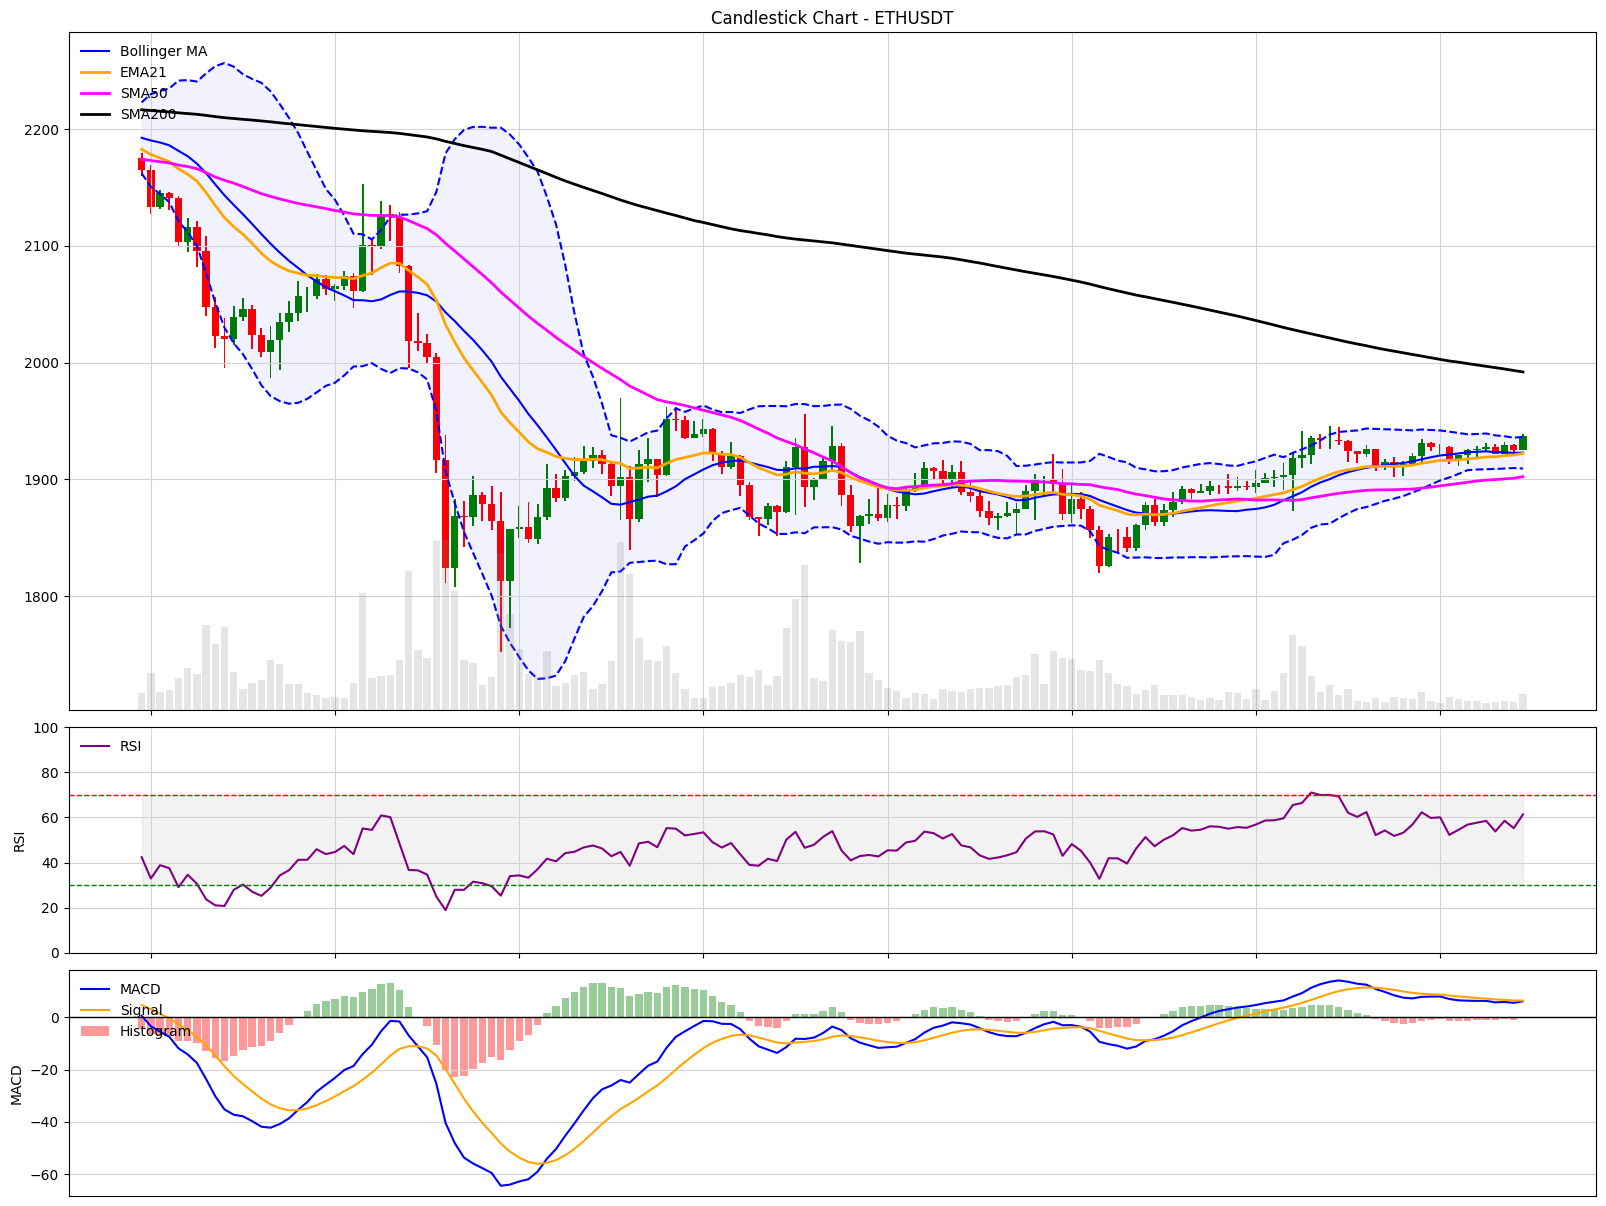 Candlestick Chart - ETHUSDT
Bollinger MA
EMA21
SMA50
SMA200
2200
2100
2000
1900
1800
100
80
60
40
20
0
RSI
RSI
MACD
Signal
Histogram
0
−20
−40
−60
MACD